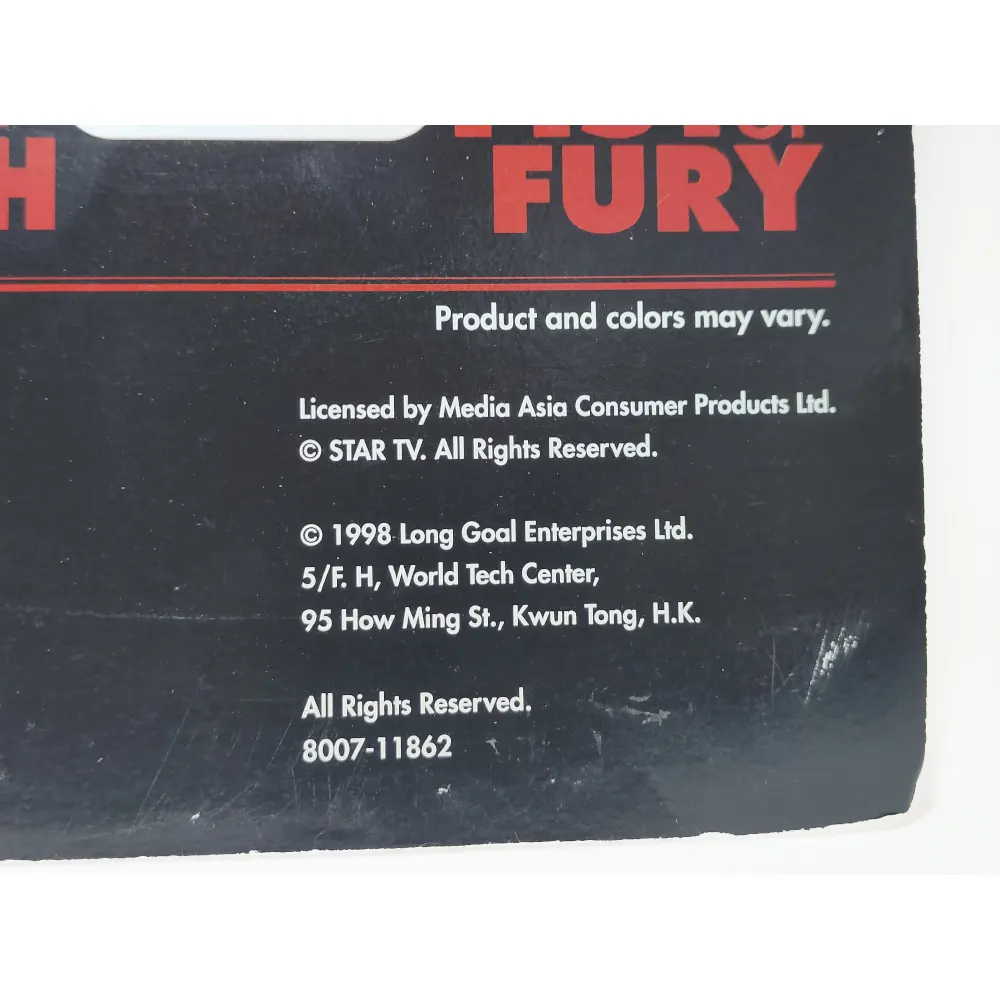 H
FIST OF
FURY
Product and colors may vary.
Licensed by Media Asia Consumer Products Ltd.
© STAR TV. All Rights Reserved.
© 1998 Long Goal Enterprises Ltd.
5/F. H, World Tech Center,
95 How Ming St., Kwun Tong, H.K.
All Rights Reserved.
8007-11862